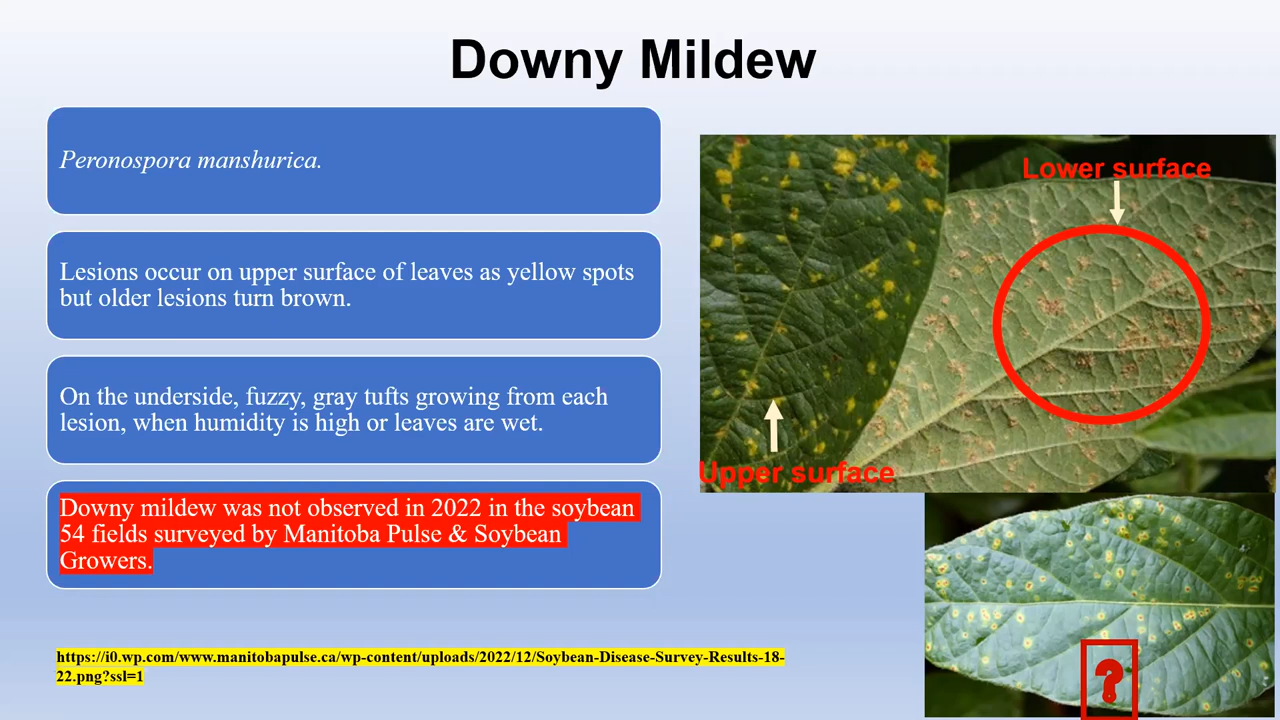 Downy Mildew
Peronospora manshurica.
Lesions occur on upper surface of leaves as yellow spots
but older lesions turn brown.
On the underside, fuzzy, gray tufts growing from each
lesion, when humidity is high or leaves are wet.
Downy mildew was not observed in 2022 in the soybean
54 fields surveyed by Manitoba Pulse & Soybean
Growers.
https://i0.wp.com/www.manitobapulse.ca/wp-content/uploads/2022/12/Soybean-Disease-Survey-Results-18-
22.png?ssl=1
Lower surface
Upper surface
?